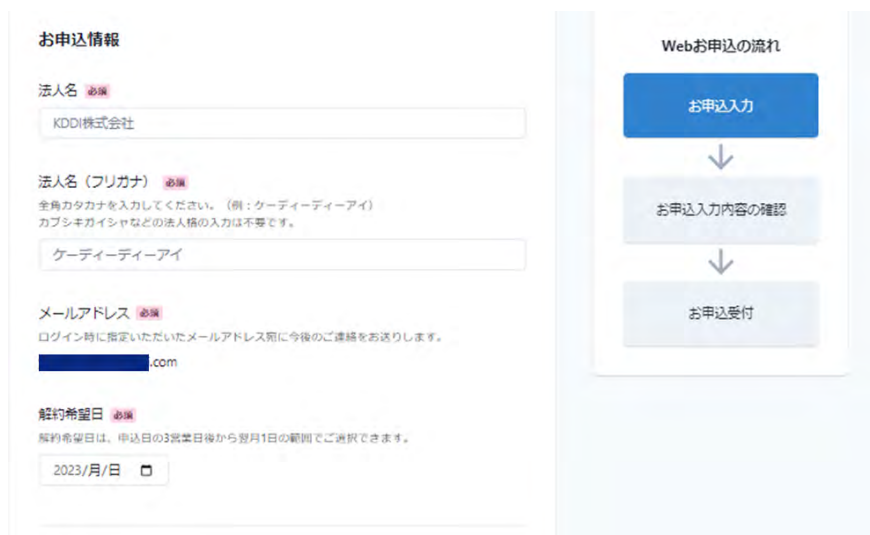 お申込情報
法人名 必須
KDDI株式会社
法人名（フリガナ） 必須
全角カタカナを入力してください。（例：ケーディーディーアイ）
カブシキガイシャなどの法人格の入力は不要です。
ケーディーディーアイ
メールアドレス 必須
ログイン時に指定いただいたメールアドレス宛に今後のご連絡をお送りします。
.com
解約希望日 必須
解約希望日は、申込日の3営業日後から翌月1日の範囲でご選択できます。
2023/月/日
Webお申込の流れ
お申込入力
お申込入力内容の確認
お申込受付